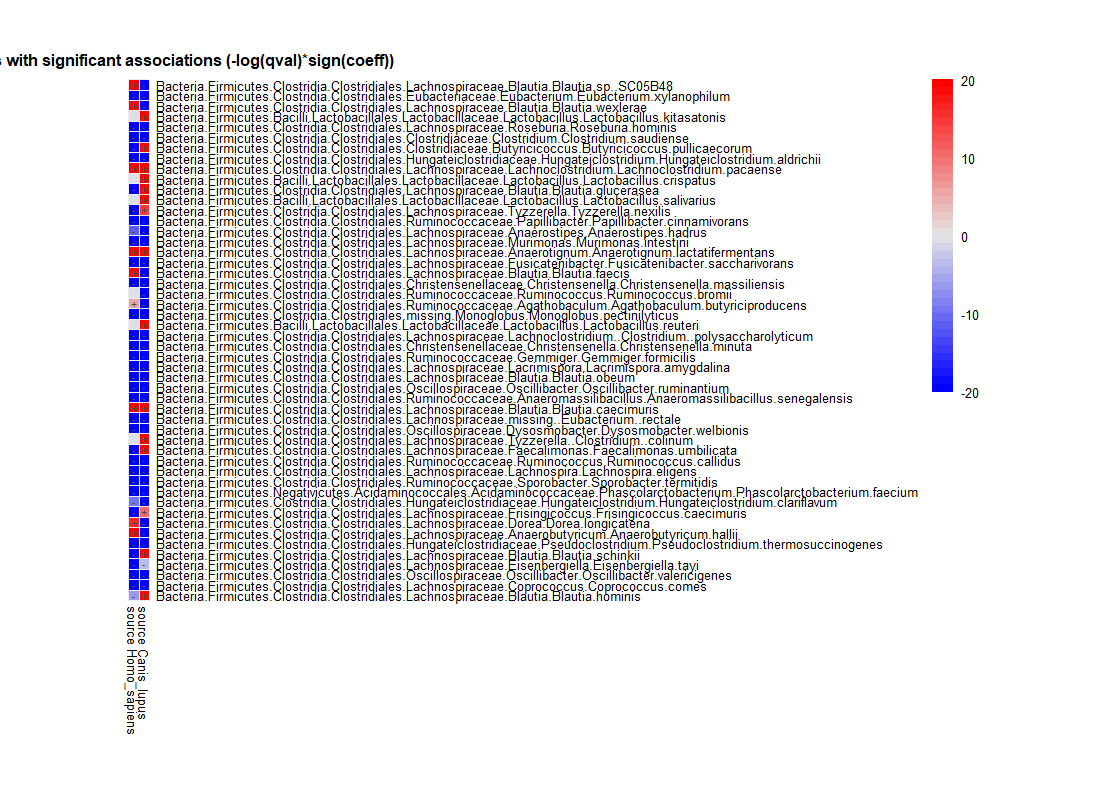 s with significant associations (-log(qval)*sign(coeff))
Bacteria.Firmicutes.Clostridia.Clostridiales.Lachnospiraceae.Blautia.Blautia.sp..SC05B48
Bacteria.Firmicutes.Clostridia.Clostridiales.Eubacteriaceae.Eubacterium.Eubacterium.xylanophilum
Bacteria.Firmicutes.Clostridia.Clostridiales.Lachnospiraceae.Blautia.Blautia.wexlerae
Bacteria.Firmicutes.Bacilli.Lactobacillales.Lactobacillaceae.Lactobacillus.Lactobacillus.kitasatonis
Bacteria.Firmicutes.Clostridia.Clostridiales.Lachnospiraceae.Roseburia.Roseburia.hominis
Bacteria.Firmicutes.Clostridia.Clostridiales.Clostridiaceae.Clostridium.Clostridium.saudiense
Bacteria.Firmicutes.Clostridia.Clostridiales.Clostridiaceae.Butyricicoccus.Butyricicoccus.pullicaecorum
Bacteria.Firmicutes.Clostridia.Clostridiales.Hungateiclostridiaceae.Hungateiclostridium.Hungateiclostridium.aldrichii
Bacteria.Firmicutes.Clostridia.Clostridiales.Lachnospiraceae.Lachnoclostridium.Lachnoclostridium.pacaense
Bacteria.Firmicutes.Bacilli.Lactobacillales.Lactobacillaceae.Lactobacillus.Lactobacillus.crispatus
Bacteria.Firmicutes.Clostridia.Clostridiales.Lachnospiraceae.Blautia.Blautia.glucerasea
Bacteria.Firmicutes.Bacilli.Lactobacillales.Lactobacillaceae.Lactobacillus.Lactobacillus.salivarius
Bacteria.Firmicutes.Clostridia.Clostridiales.Lachnospiraceae.Tyzzerella.Tyzzerella.nexilis
Bacteria.Firmicutes.Clostridia.Clostridiales.Ruminococcaceae.Papillibacter.Papillibacter.cinnamivorans
Bacteria.Firmicutes.Clostridia.Clostridiales.Lachnospiraceae.Anaerostipes.Anaerostipes.hadrus
Bacteria.Firmicutes.Clostridia.Clostridiales.Lachnospiraceae.Murimonas.Murimonas.intestini
Bacteria.Firmicutes.Clostridia.Clostridiales.Lachnospiraceae.Anaerotignum.Anaerotignum.lactatifermentans
Bacteria.Firmicutes.Clostridia.Clostridiales.Lachnospiraceae.Fusicatenibacter.Fusicatenibacter.saccharivorans
Bacteria.Firmicutes.Clostridia.Clostridiales.Lachnospiraceae.Blautia.Blautia.faecis
Bacteria.Firmicutes.Clostridia.Clostridiales.Christensenellaceae.Christensenella.Christensenella.massiliensis
Bacteria.Firmicutes.Clostridia.Clostridiales.Ruminococcaceae.Ruminococcus.Ruminococcus.bromii
Bacteria.Firmicutes.Clostridia.Clostridiales.Ruminococcaceae.Agathobaculum.Agathobaculum.butyriciproducens
Bacteria.Firmicutes.Clostridia.Clostridiales.missing.Monoglobus.Monoglobus.pectinilyticus
Bacteria.Firmicutes.Bacilli.Lactobacillales.Lactobacillaceae.Lactobacillus.Lactobacillus.reuteri
Bacteria.Firmicutes.Clostridia.Clostridiales.Lachnospiraceae.Lachnoclostridium..Clostridium..polysaccharolyticum
Bacteria.Firmicutes.Clostridia.Clostridiales.Christensenellaceae.Christensenella.Christensenella.minuta
Bacteria.Firmicutes.Clostridia.Clostridiales.Ruminococcaceae.Gemmiger.Gemmiger.formicilis
Bacteria.Firmicutes.Clostridia.Clostridiales.Lachnospiraceae.Lacrimispora.Lacrimispora.amygdalina
Bacteria.Firmicutes.Clostridia.Clostridiales.Lachnospiraceae.Blautia.Blautia.obeum
Bacteria.Firmicutes.Clostridia.Clostridiales.Oscillospiraceae.Oscillibacter.Oscillibacter.ruminantium
Bacteria.Firmicutes.Clostridia.Clostridiales.Ruminococcaceae.Anaeromassilibacillus.Anaeromassilibacillus.senegalensis
Bacteria.Firmicutes.Clostridia.Clostridiales.Lachnospiraceae.Blautia.Blautia.caecimuris
Bacteria.Firmicutes.Clostridia.Clostridiales.Lachnospiraceae.missing..Eubacterium..rectale
Bacteria.Firmicutes.Clostridia.Clostridiales.Oscillospiraceae.Dysosmobacter.Dysosmobacter.welbionis
Bacteria.Firmicutes.Clostridia.Clostridiales.Lachnospiraceae.Tyzzerella..Clostridium..colinum
Bacteria.Firmicutes.Clostridia.Clostridiales.Lachnospiraceae.Faecalimonas.Faecalimonas.umbilicata
Bacteria.Firmicutes.Clostridia.Clostridiales.Ruminococcaceae.Ruminococcus.Ruminococcus.callidus
Bacteria.Firmicutes.Clostridia.Clostridiales.Lachnospiraceae.Lachnospira.Lachnospira.eligens
Bacteria.Firmicutes.Clostridia.Clostridiales.Ruminococcaceae.Sporobacter.Sporobacter.termitidis
Bacteria.Firmicutes.Negativicutes.Acidaminococcales.Acidaminococcaceae.Phascolarctobacterium.Phascolarctobacterium.faecium
Bacteria.Firmicutes.Clostridia.Clostridiales.Hungateiclostridiaceae.Hungateiclostridium.Hungateiclostridium.clariflavum
Bacteria.Firmicutes.Clostridia.Clostridiales.Lachnospiraceae.Frisingicoccus.Frisingicoccus.caecimuris
Bacteria.Firmicutes.Clostridia.Clostridiales.Lachnospiraceae.Dorea.Dorea.longicatena
Bacteria.Firmicutes.Clostridia.Clostridiales.Lachnospiraceae.Anaerobutyricum.Anaerobutyricum.hallii
Bacteria.Firmicutes.Clostridia.Clostridiales.Hungateiclostridiaceae.Pseudoclostridium.Pseudoclostridium.thermosuccinogenes
Bacteria.Firmicutes.Clostridia.Clostridiales.Lachnospiraceae.Blautia.Blautia.schinkii
Bacteria.Firmicutes.Clostridia.Clostridiales.Lachnospiraceae.Eisenbergiella.Eisenbergiella.tayi
Bacteria.Firmicutes.Clostridia.Clostridiales.Oscillospiraceae.Oscillibacter.Oscillibacter.valericigenes
Bacteria.Firmicutes.Clostridia.Clostridiales.Lachnospiraceae.Coprococcus.Coprococcus.comes
Bacteria.Firmicutes.Clostridia.Clostridiales.Lachnospiraceae.Blautia.Blautia.hominis
source Homo_sapiens
source Canis_lupus
20
10
0
-10
-20